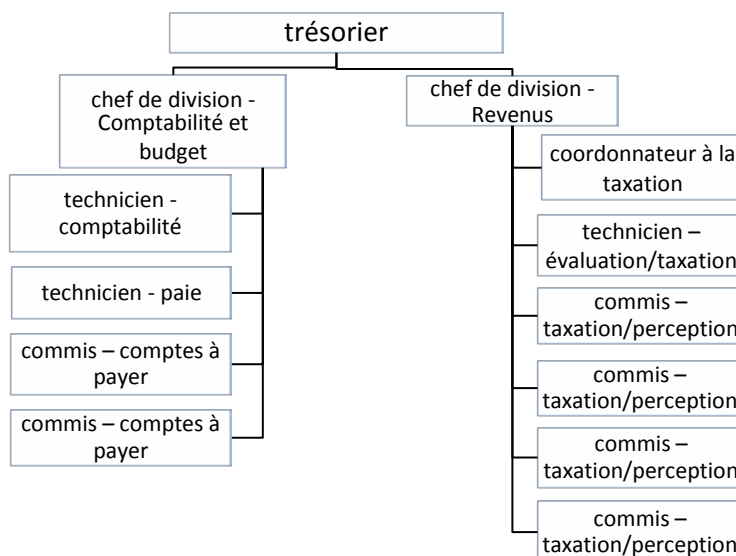 trésorier
chef de division -
Comptabilité et
budget
technicien -
comptabilité
technicien - paie
commis – comptes à
payer
commis – comptes à
payer
chef de division -
Revenus
coordonnateur à la
taxation
technicien –
évaluation/taxation
commis –
taxation/perception
commis –
taxation/perception
commis –
taxation/perception
commis –
taxation/perception